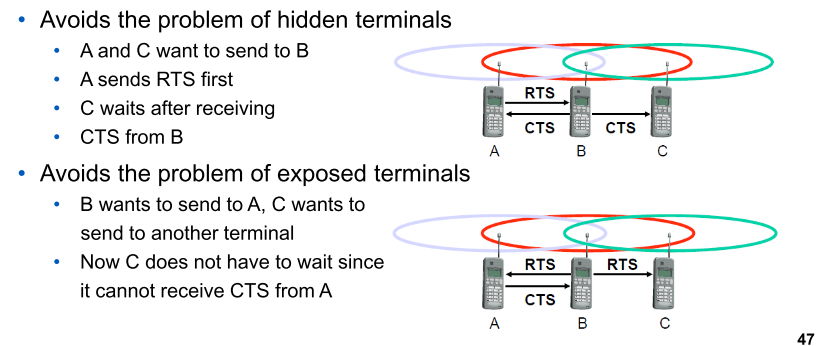 • Avoids the problem of hidden terminals
• A and C want to send to B
• A sends RTS first
• C waits after receiving
• CTS from B
RTS
CTS CTS
A B C
• Avoids the problem of exposed terminals
• B wants to send to A, C wants to
send to another terminal
• Now C does not have to wait since
it cannot receive CTS from A
RTS RTS
CTS
A B C
47